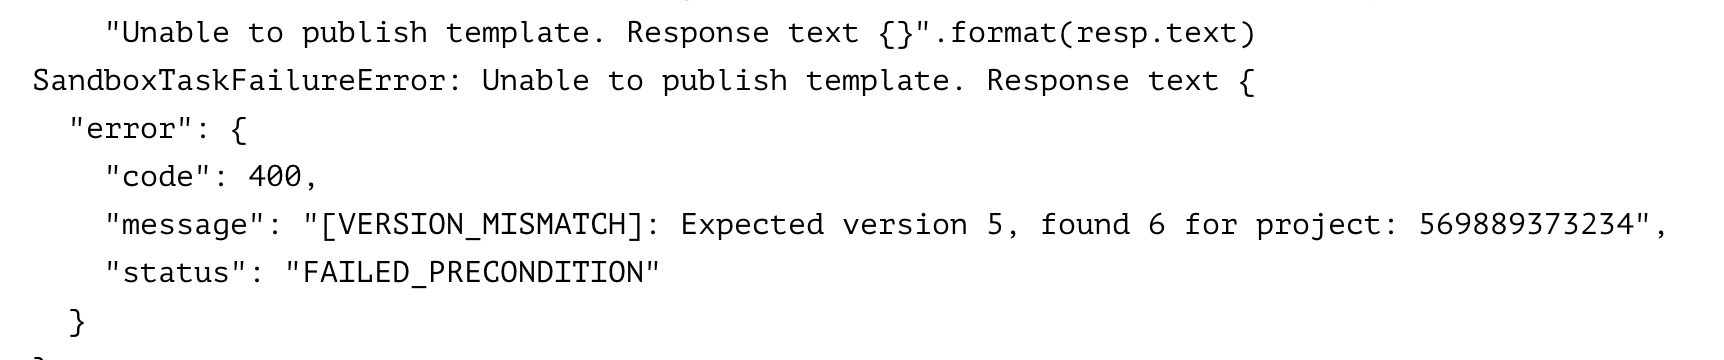 "Unable to publish template. Response text {}".format(resp.text)
SandboxTaskFailureError: Unable to publish template. Response text {
"error": {
"code": 400,
"message": "[VERSION_MISMATCH]: Expected version 5, found 6 for project: 569889373234",
"status": "FAILED_PRECONDITION"
}